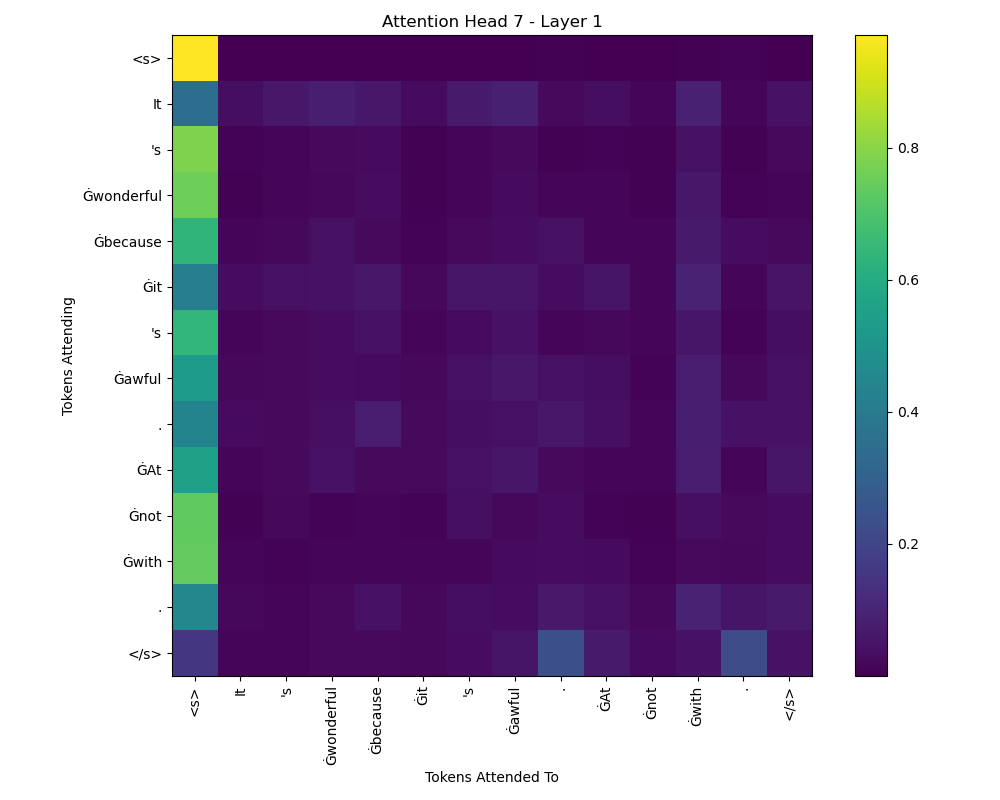 Attention Head 7 - Layer 1
<s>
It
's
Ġwonderful
Ġbecause
Ġit
's
Ġawful
.
ĠAt
Ġnot
Ġwith
.
</s>
Tokens Attending
<s>
It
's
Ġwonderful
Ġbecause
Ġit
's
Ġawful
.
ĠAt
Ġnot
Ġwith
.
</s>
Tokens Attended To
0.8
0.6
0.4
0.2